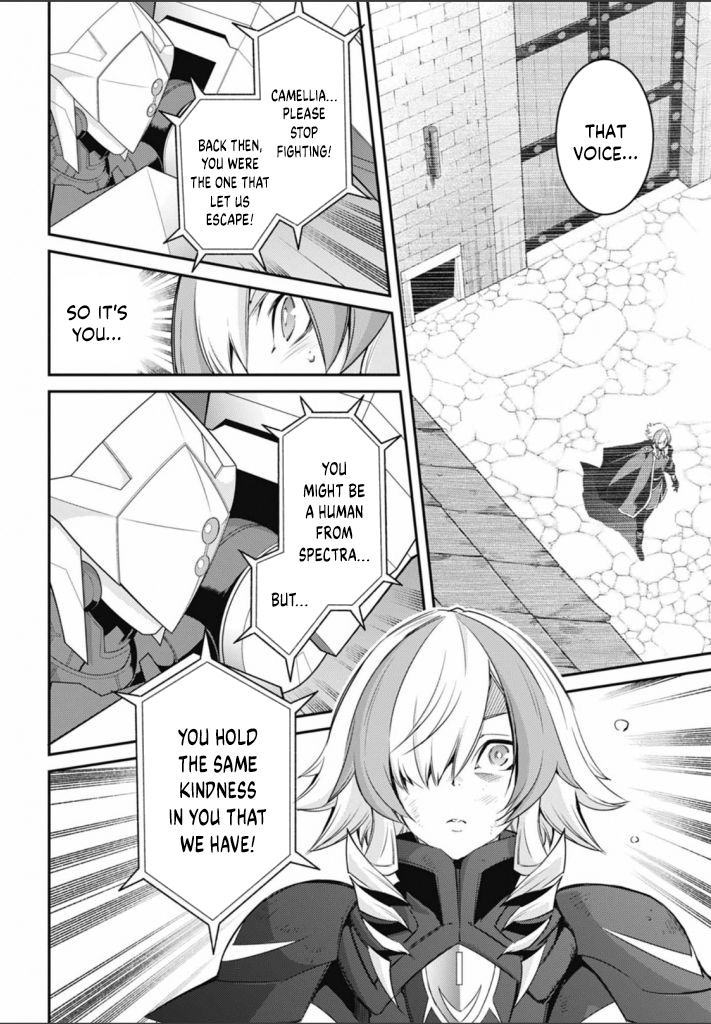 THAT
VOICE...
CAMELLIA...
PLEASE
STOP
FIGHTING!
BACK THEN,
YOU WERE
THE ONE THAT
LET US
ESCAPE!
SO IT'S
YOU...
YOU
MIGHT BE
A HUMAN
FROM
SPECTRA...
BUT...
YOU HOLD
THE SAME
KINDNESS
IN YOU THAT
WE HAVE!